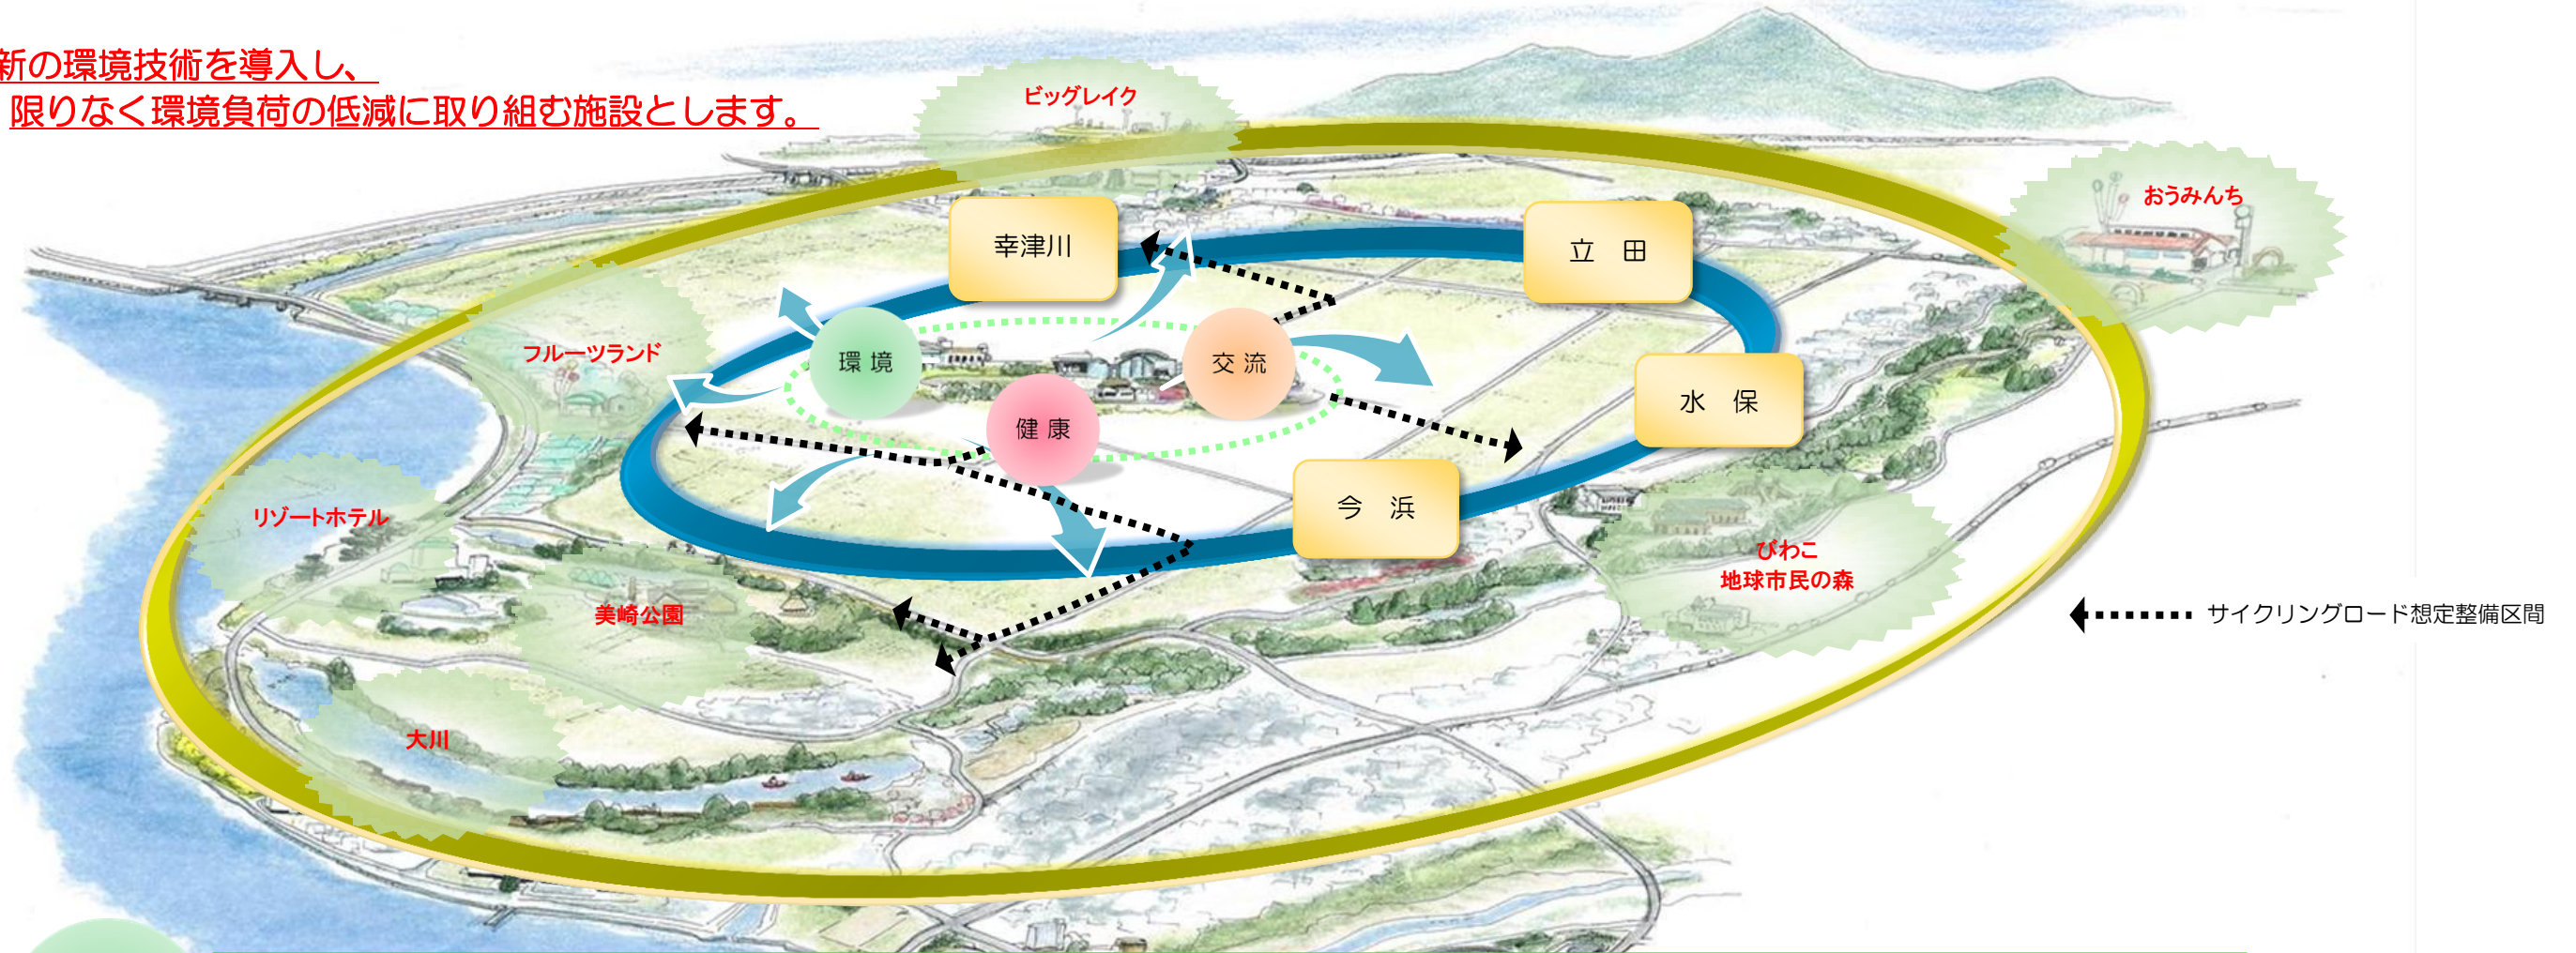 新の環境技術を導入し、
限りなく環境負荷の低減に取り組む施設とします。
ビッグレイク
おうみんち
幸津川
立　田
フルーツランド
環 境
交 流
水　保
健 康
リゾートホテル
今　浜
びわこ
地球市民の森
美崎公園
サイクリングロード想定整備区間
大川